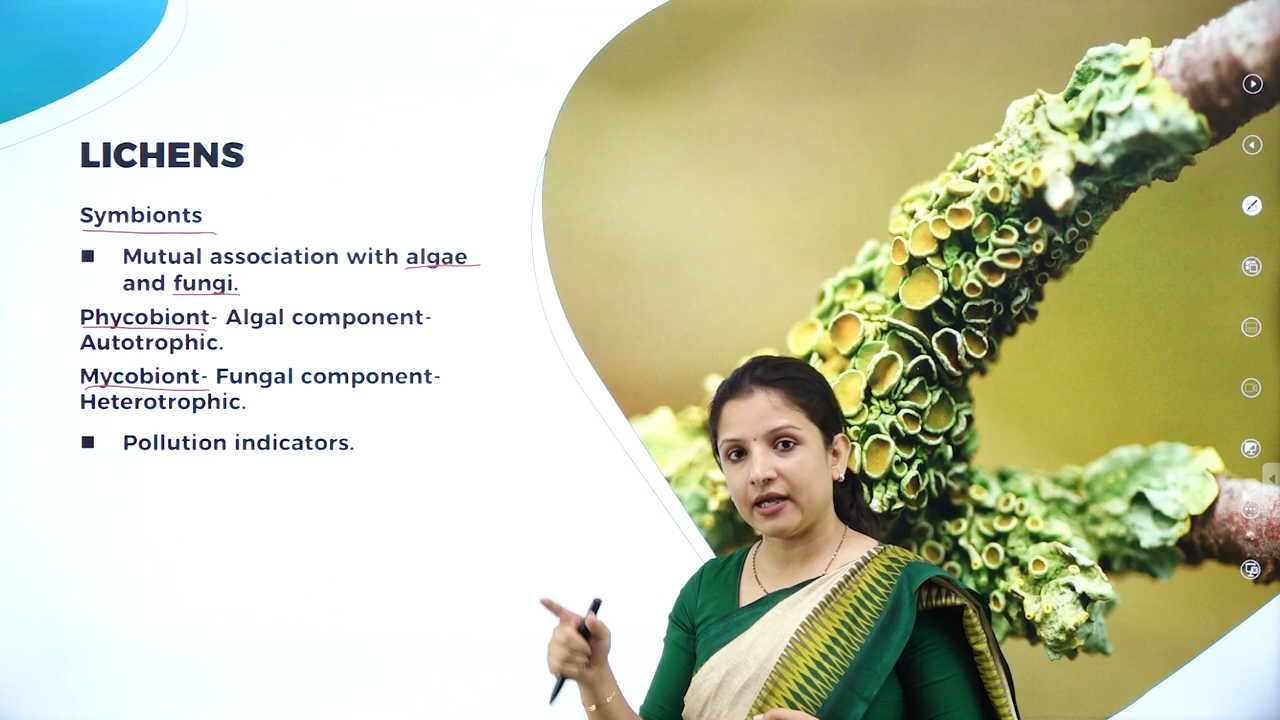 LICHENS
Symbionts
■ Mutual association with algae
and fungi.
Phycobiont- Algal component-
Autotrophic.
Mycobiont- Fungal component-
Heterotrophic.
■ Pollution indicators.